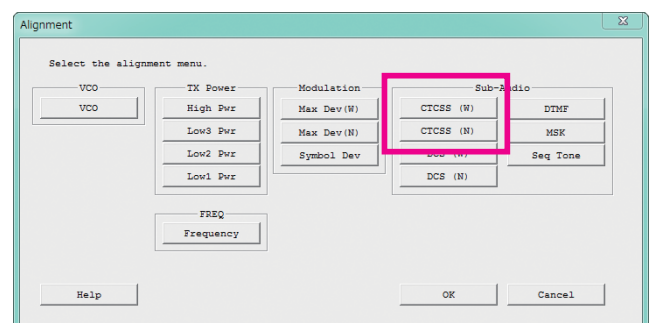 Alignment
Select the alignment menu.
VCO TX Power Modulation Sub-Audio
VCO High Pwr Max Dev(W) CTCSS (W) DTMF
Low3 Pwr Max Dev(N) CTCSS (N) MSK
Low2 Pwr Symbol Dev DCS (W) Seq Tone
Low1 Pwr DCS (N)
FREQ
Frequency
Help OK Cancel